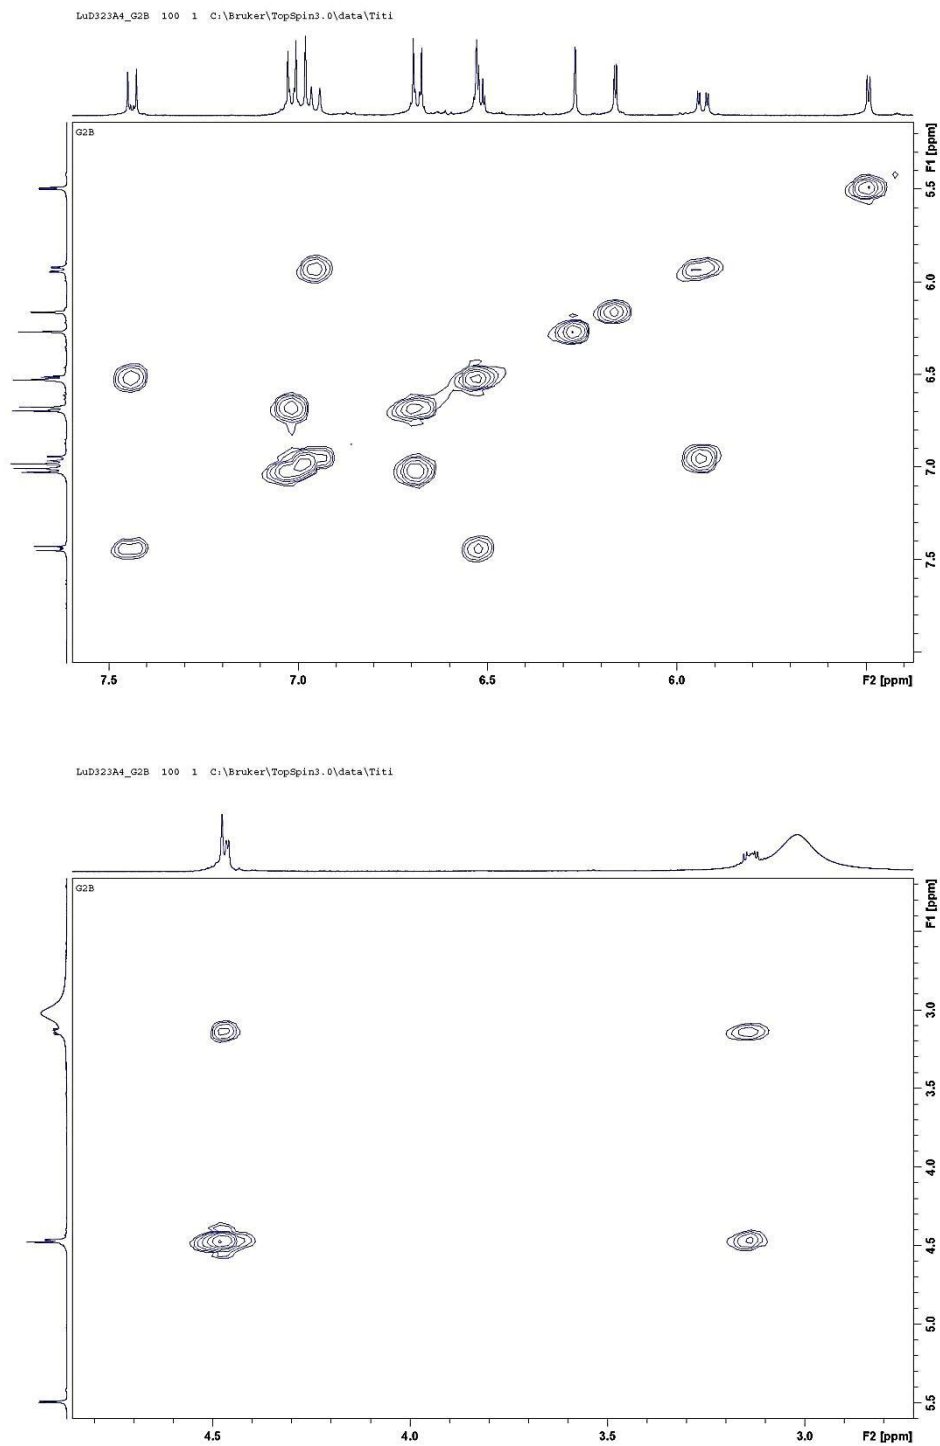 LuD323A4_G2B 100 1 C:\Bruker\TopSpin3.0\data\Titi
G2B
F1 [ppm]
5.5
6.0
6.5
7.0
7.5
7.5 7.0 6.5 6.0 F2 [ppm]
LuD323A4_G2B 100 1 C:\Bruker\TopSpin3.0\data\Titi
G2B
F1 [ppm]
3.0
3.5
4.0
4.5
5.0
5.5
4.5 4.0 3.5 3.0 F2 [ppm]